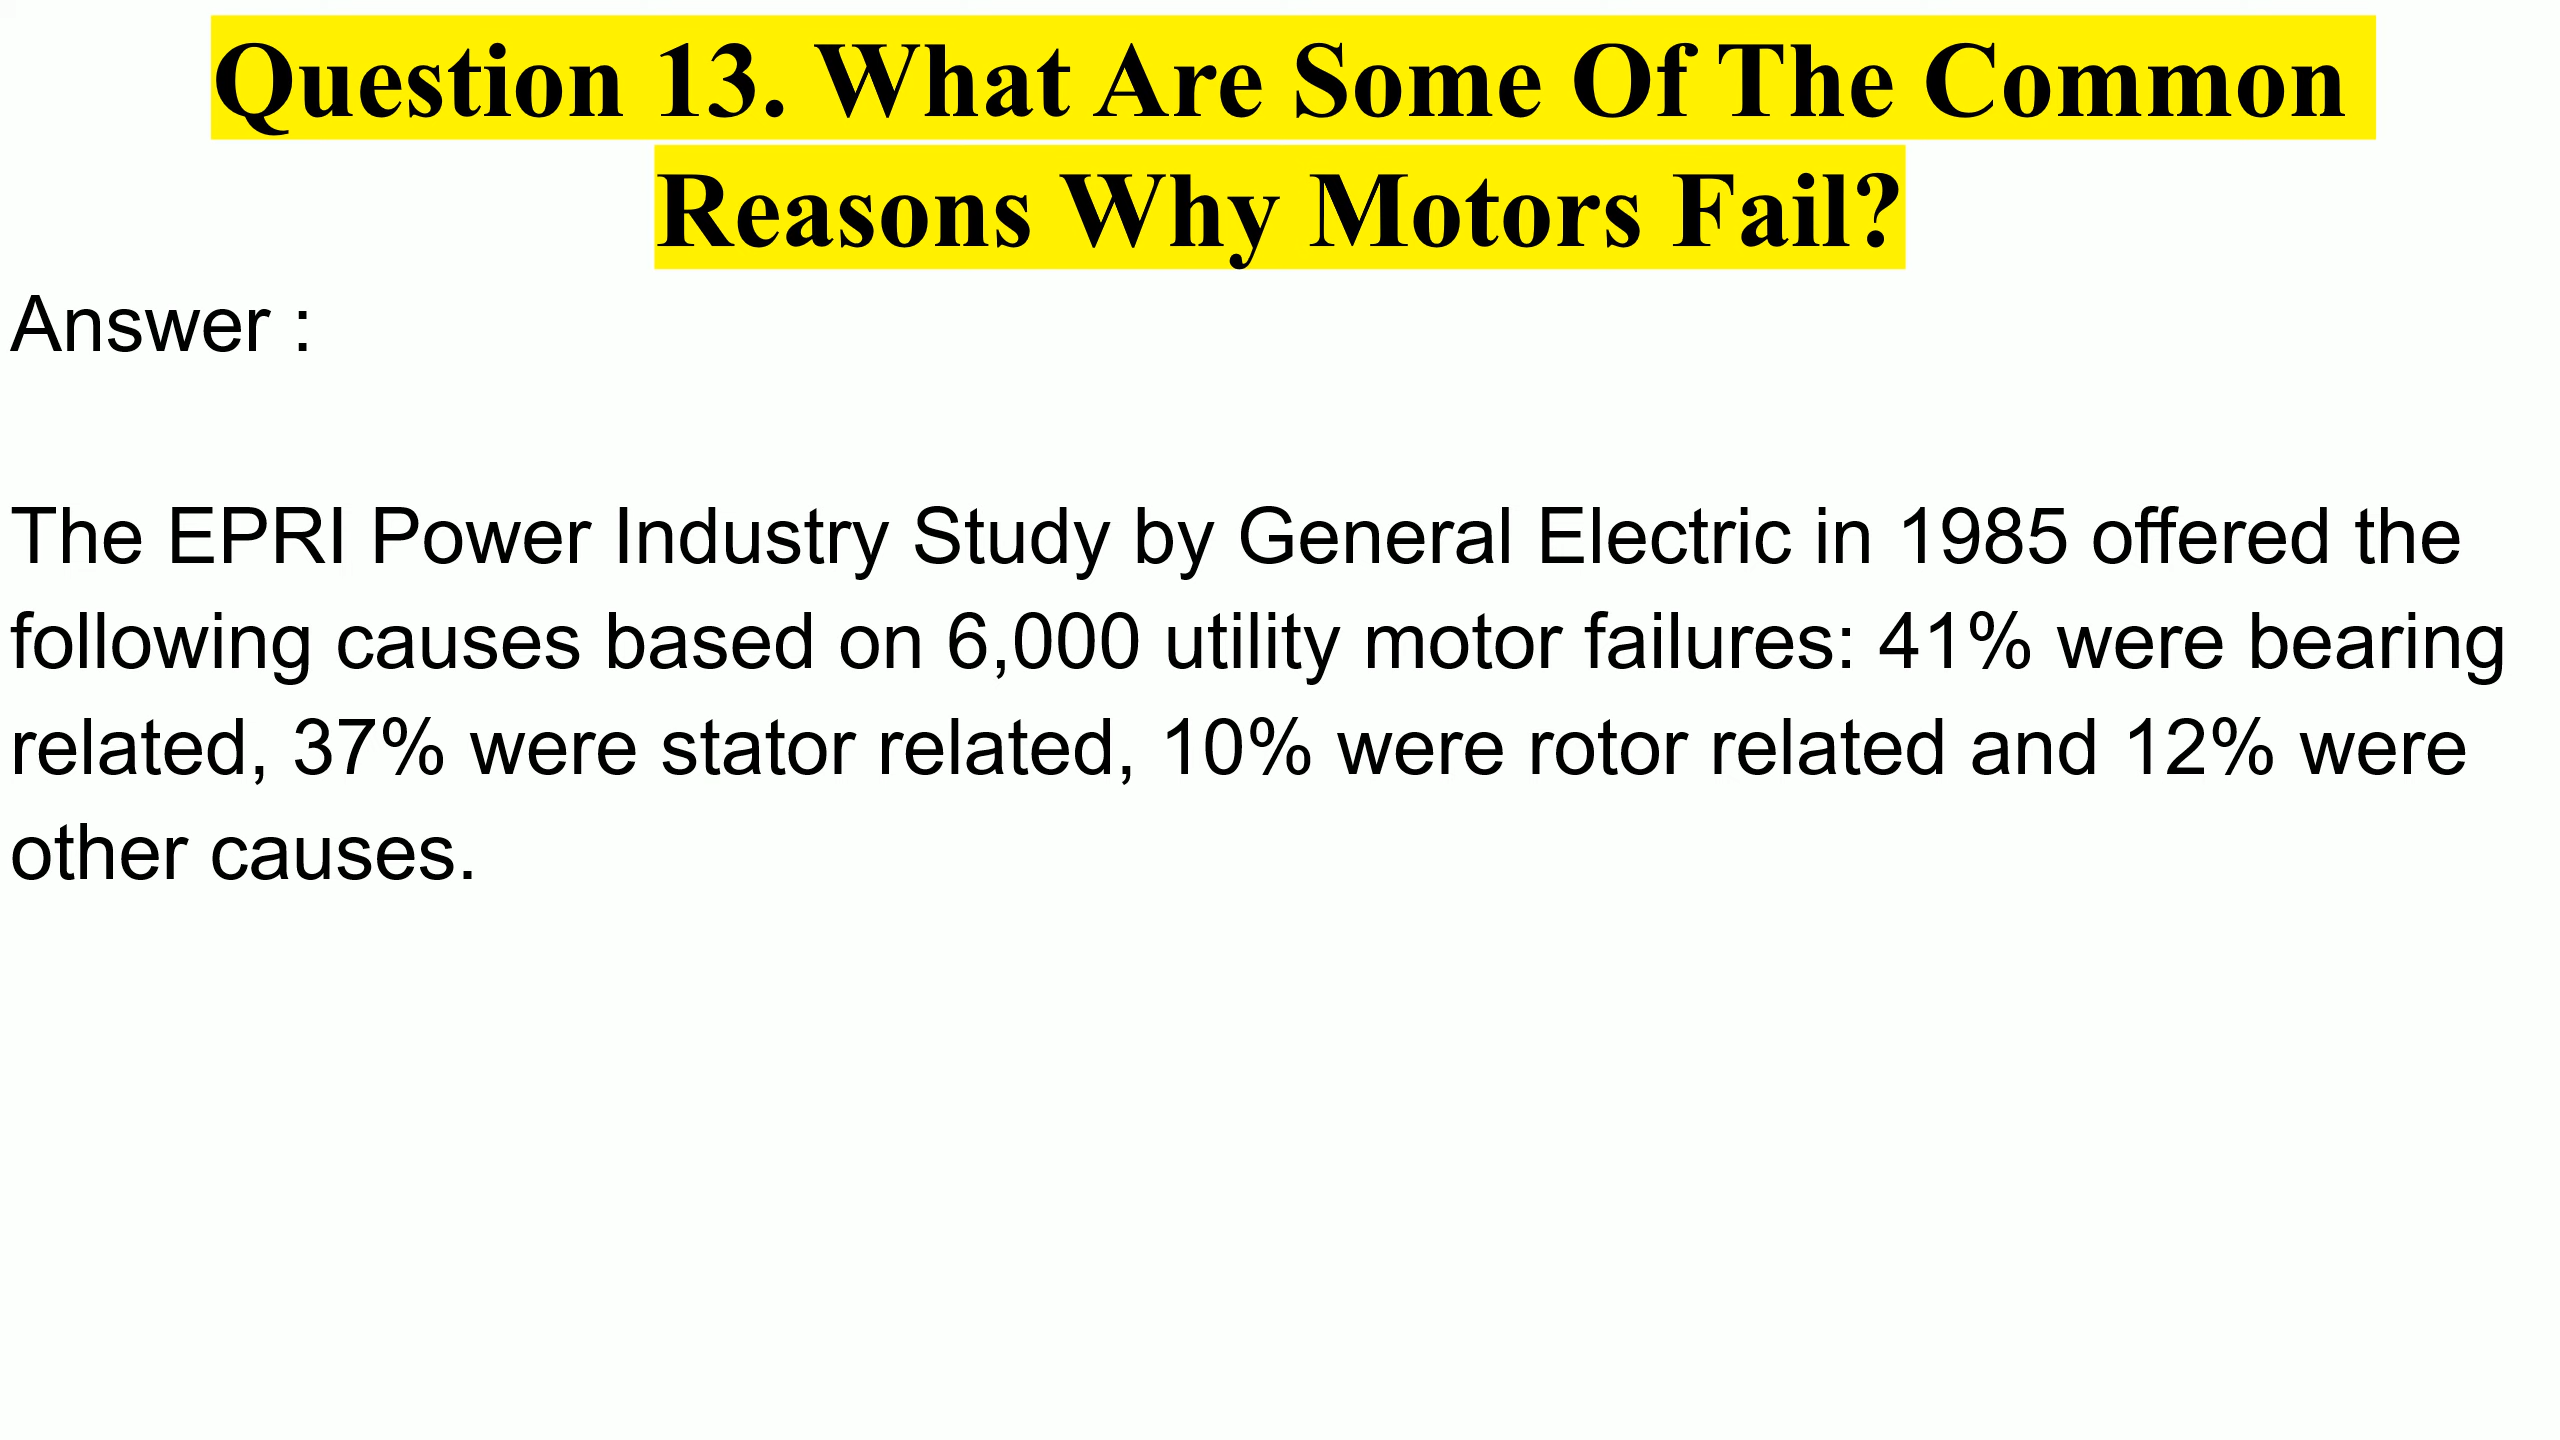 Question 13. What Are Some Of The Common
Reasons Why Motors Fail?
Answer :
The EPRI Power Industry Study by General Electric in 1985 offered the
following causes based on 6,000 utility motor failures: 41% were bearing
related, 37% were stator related, 10% were rotor related and 12% were
other causes.